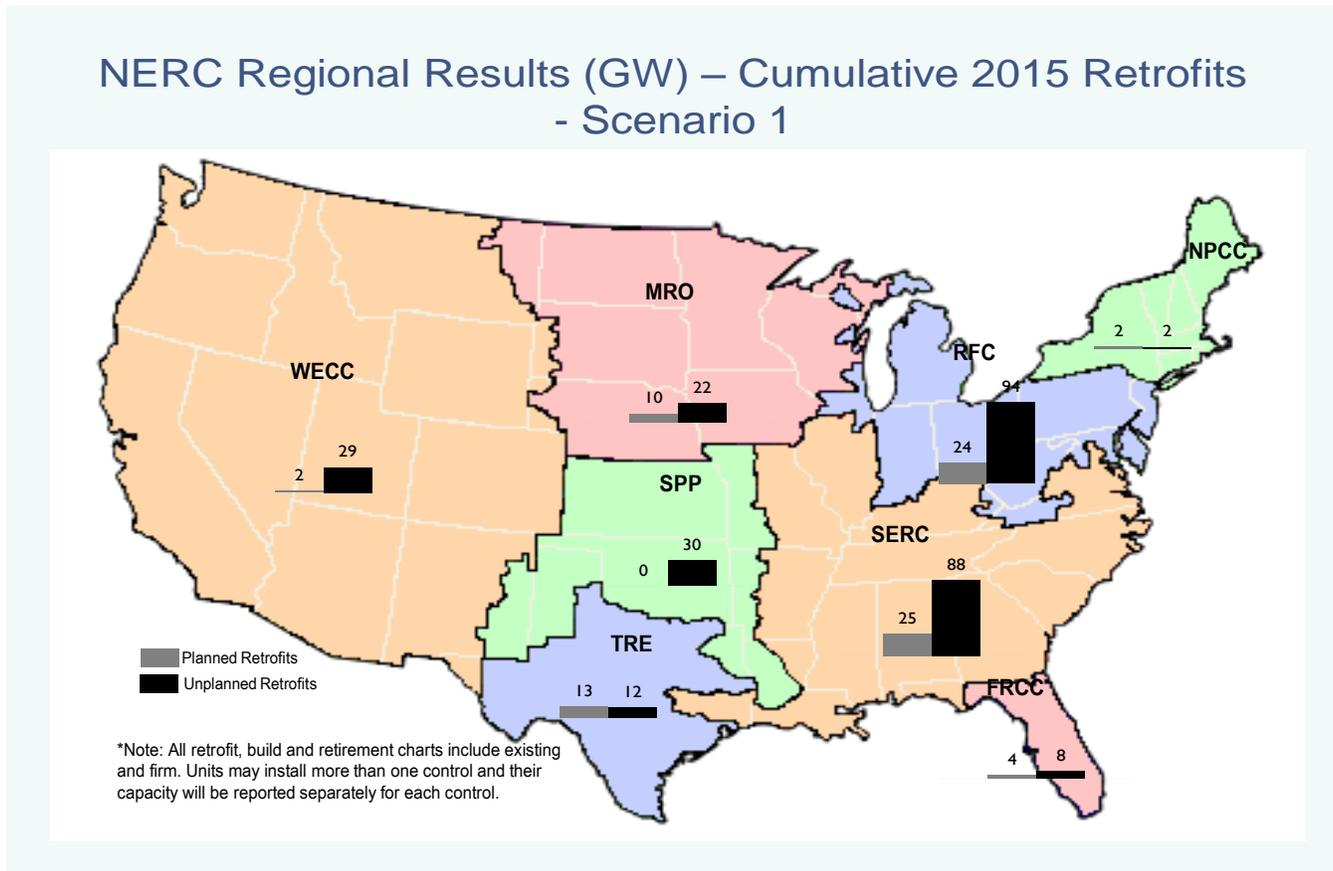 NERC Regional Results (GW) – Cumulative 2015 Retrofits
- Scenario 1
NPCC
MRO
2 2
RFC
WECC
94
10 22
24
29
2
SPP
SERC
30
0
88
25
TRE
Planned Retrofits
Unplanned Retrofits
FRCC
13 12
*Note: All retrofit, build and retirement charts include existing
and firm. Units may install more than one control and their
capacity will be reported separately for each control.
4 8